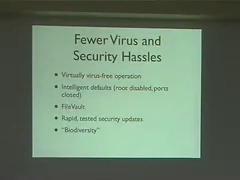 Fewer Virus and
Security Hassles
• Virtually virus-free operation
• Intelligent defaults (root disabled, ports
closed)
• FileVault
• Rapid, tested security updates
• “Biodiversity”